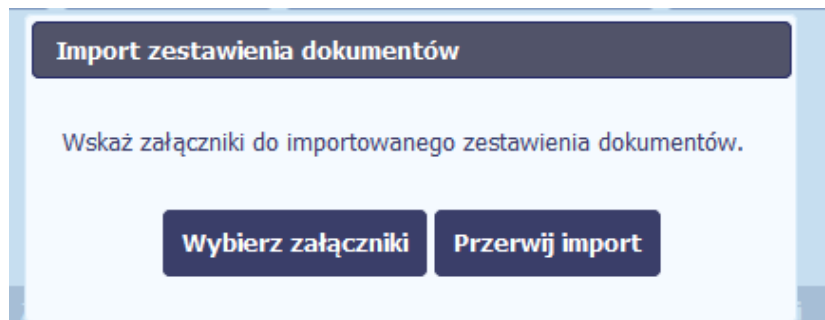 Import zestawienia dokumentów
Wskaż załączniki do importowanego zestawienia dokumentów.
Wybierz załączniki Przerwij import